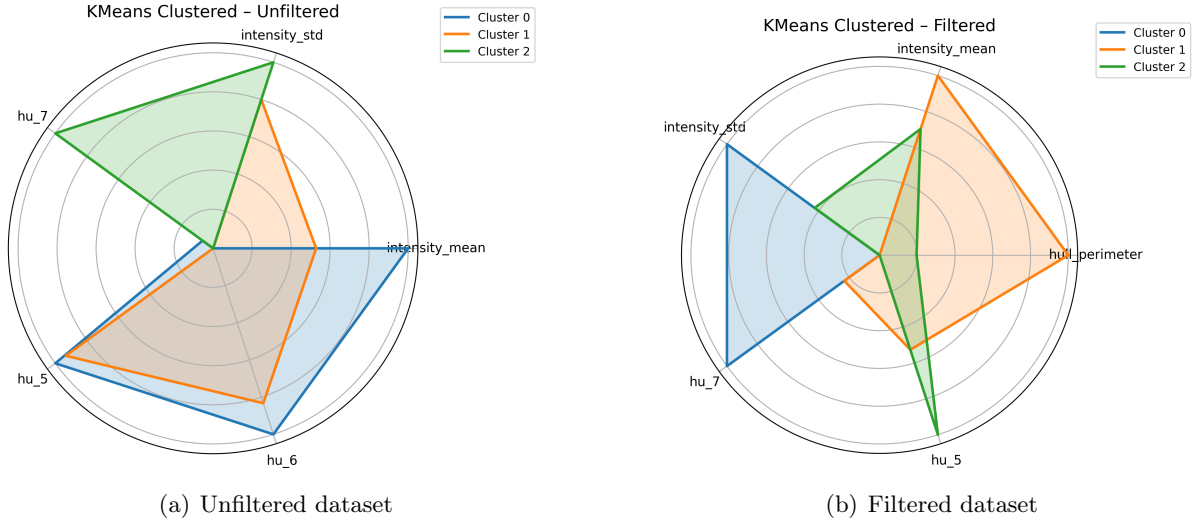 KMeans Clustered – Unfiltered
Cluster 0
Cluster 1
Cluster 2
intensity_std
hu_7
intensity_mean
hu_5
hu_6
(a) Unfiltered dataset
KMeans Clustered – Filtered
Cluster 0
Cluster 1
Cluster 2
intensity_mean
intensity_std
hull_perimeter
hu_7
hu_5
(b) Filtered dataset